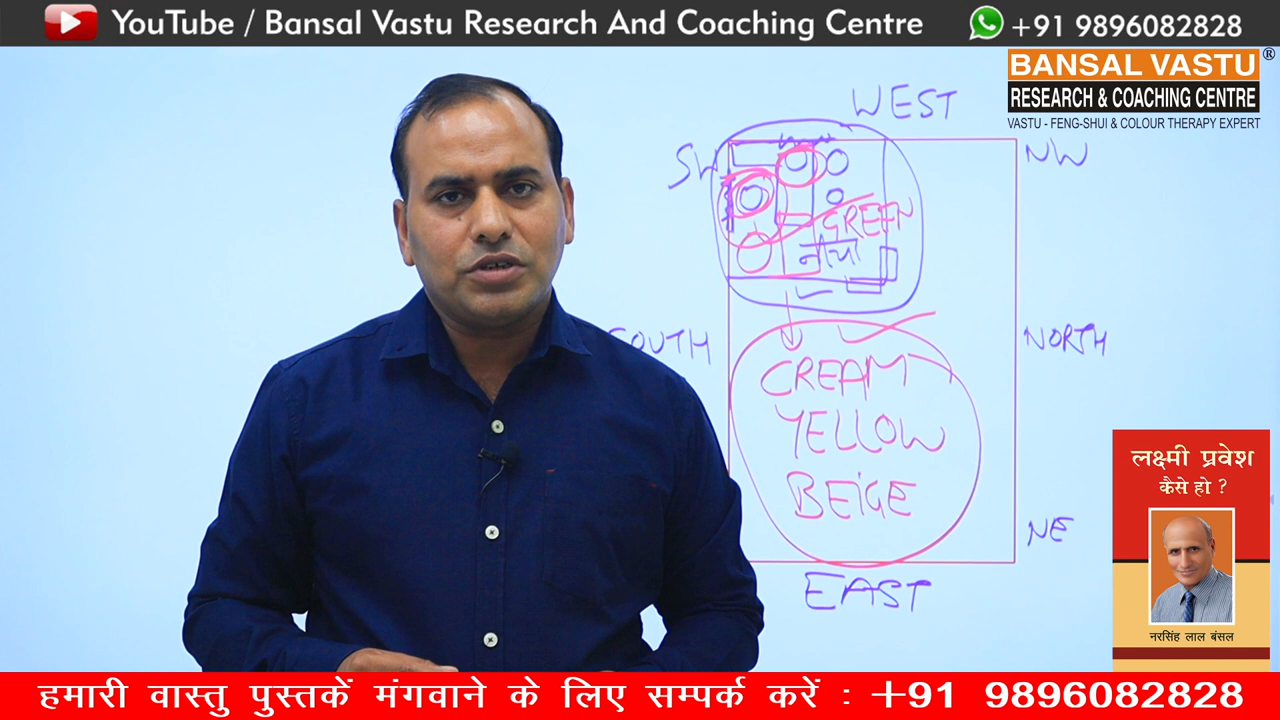 YouTube / Bansal Vastu Research And Coaching Centre
+91 9896082828
BANSAL VASTU®
RESEARCH & COACHING CENTRE
VASTU - FENG-SHUI & COLOUR THERAPY EXPERT
WEST
SW
NW
GREEN
SOUTH
NORTH
CREAM
YELLOW
BEIGE
NE
EAST
लक्ष्मी प्रवेश
कैसे हो ?
नरसिंह लाल बंसल
हमारी वास्तु पुस्तकें मंगवाने के लिए सम्पर्क करें : +91 9896082828